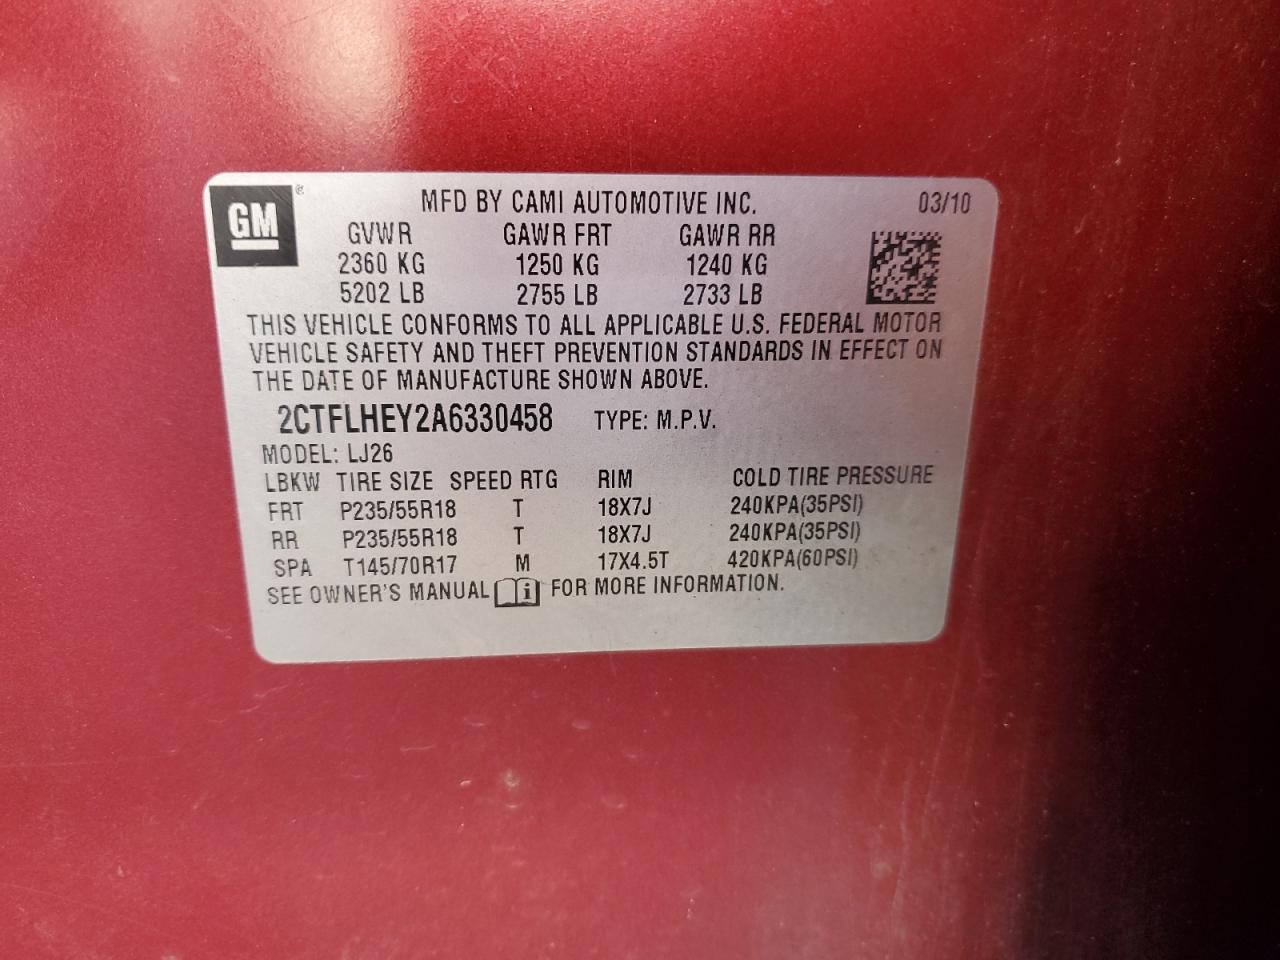 GM ®
MFD BY CAMI AUTOMOTIVE INC. 03/10
GVWR GAWR FRT GAWR RR
2360 KG 1250 KG 1240 KG
5202 LB 2755 LB 2733 LB
THIS VEHICLE CONFORMS TO ALL APPLICABLE U.S. FEDERAL MOTOR
VEHICLE SAFETY AND THEFT PREVENTION STANDARDS IN EFFECT ON
THE DATE OF MANUFACTURE SHOWN ABOVE.
2CTFLHEY2A6330458 TYPE: M.P.V.
MODEL: LJ26
LBKW TIRE SIZE SPEED RTG RIM COLD TIRE PRESSURE
FRT P235/55R18 T 18X7J 240KPA(35PSI)
RR P235/55R18 T 18X7J 240KPA(35PSI)
SPA T145/70R17 M 17X4.5T 420KPA(60PSI)
SEE OWNER'S MANUAL i FOR MORE INFORMATION.